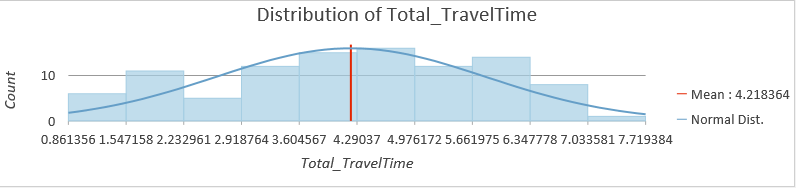 Distribution of Total_TravelTime
Count
10
0
0.861356 1.547158 2.232961 2.918764 3.604567 4.29037 4.976172 5.661975 6.347778 7.033581 7.719384
Total_TravelTime
Mean : 4.218364
Normal Dist.